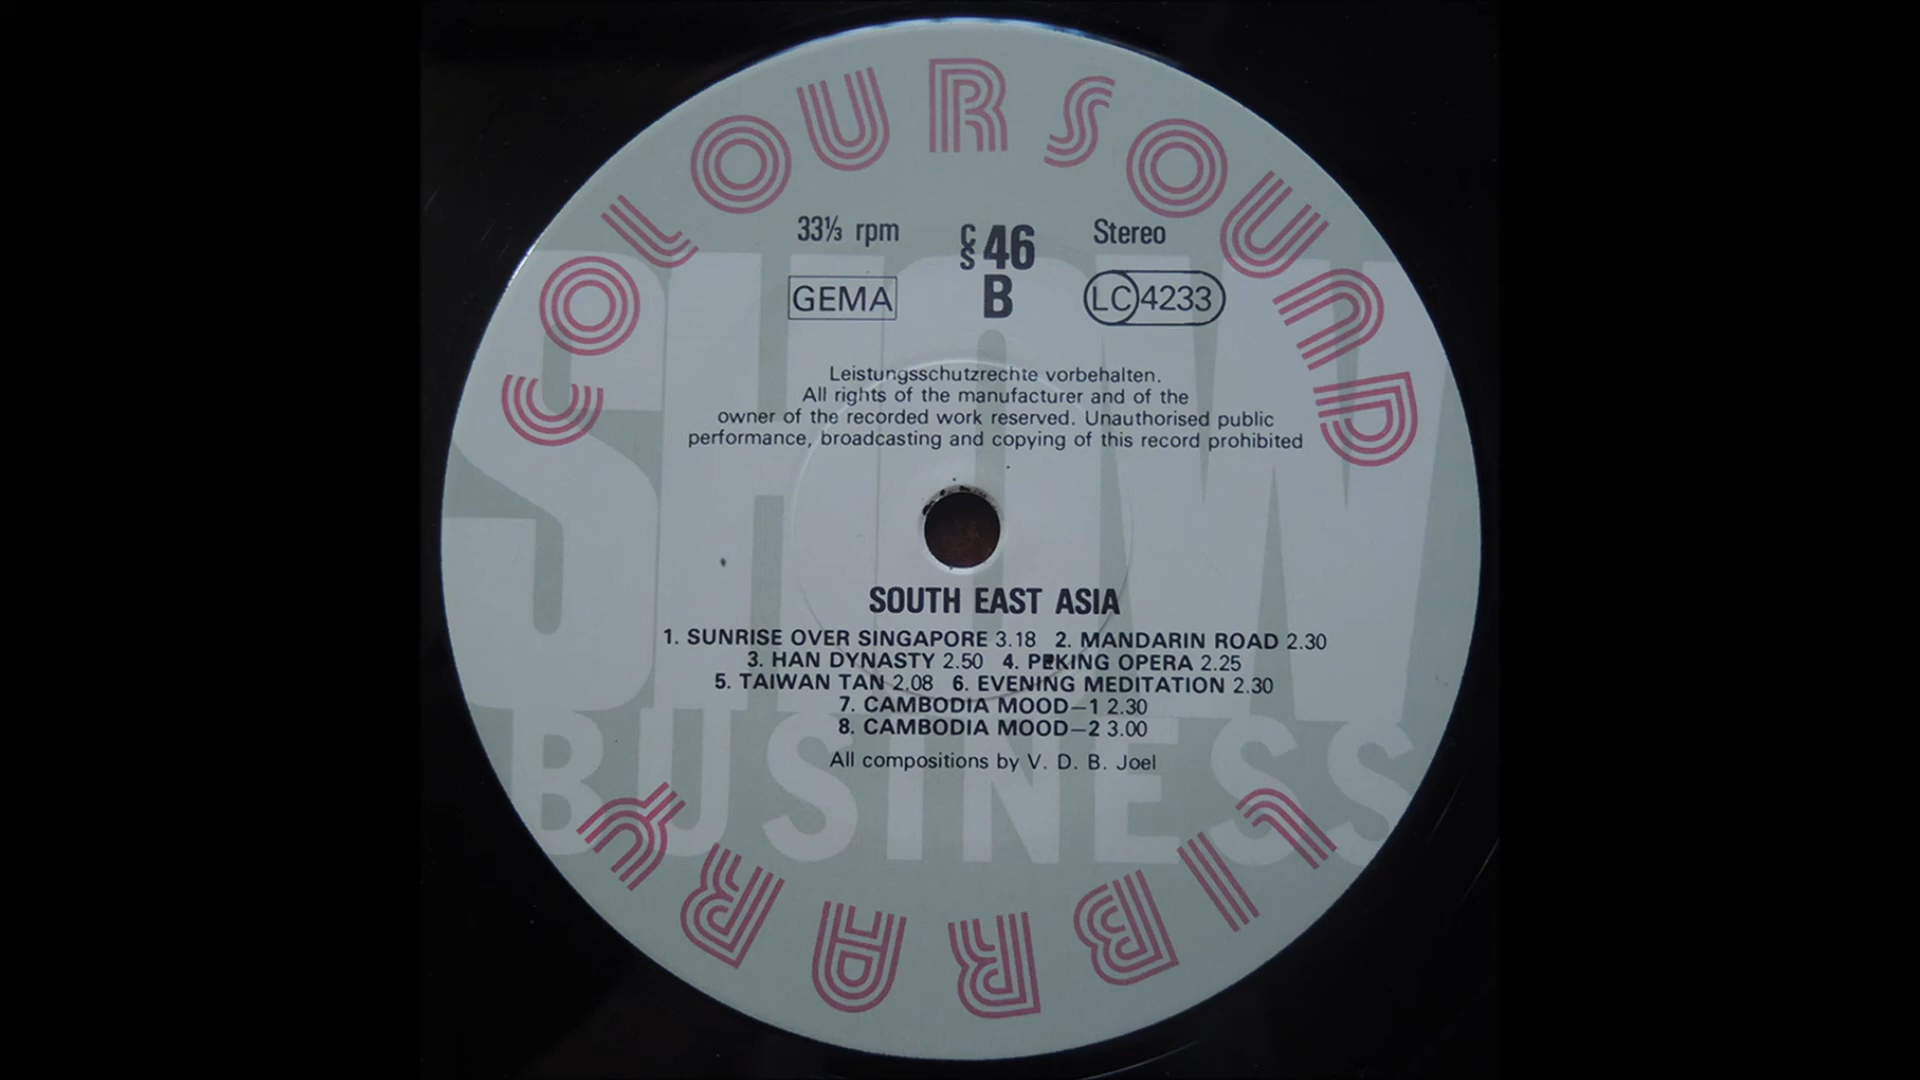 COLOURSOUND
33⅓ rpm
CS 46
Stereo
GEMA
B
LC 4233
Leistungsschutzrechte vorbehalten.
All rights of the manufacturer and of the
owner of the recorded work reserved. Unauthorised public
performance, broadcasting and copying of this record prohibited
SHOW
SOUTH EAST ASIA
1. SUNRISE OVER SINGAPORE 3.18 2. MANDARIN ROAD 2.30
3. HAN DYNASTY 2.50 4. PEKING OPERA 2.25
5. TAIWAN TAN 2.08 6. EVENING MEDITATION 2.30
7. CAMBODIA MOOD—1 2.30
8. CAMBODIA MOOD—2 3.00
All compositions by V. D. B. Joel
BUSINESS
LIBRARY